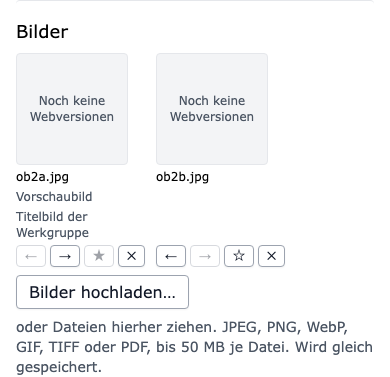 Bilder
Noch keine
Webversionen
Noch keine
Webversionen
ob2a.jpg
ob2b.jpg
Vorschaubild
Titelbild der
Werkgruppe
← → ★ × ← → ☆ ×
Bilder hochladen…
oder Dateien hierher ziehen. JPEG, PNG, WebP,
GIF, TIFF oder PDF, bis 50 MB je Datei. Wird gleich
gespeichert.